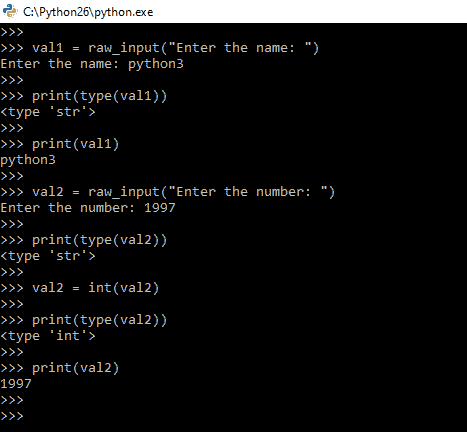 C:\Python26\python.exe
>>>
>>> val1 = raw_input("Enter the name: ")
Enter the name: python3
>>>
>>> print(type(val1))
<type 'str'>
>>>
>>> print(val1)
python3
>>>
>>> val2 = raw_input("Enter the number: ")
Enter the number: 1997
>>>
>>> print(type(val2))
<type 'str'>
>>>
>>> val2 = int(val2)
>>>
>>> print(type(val2))
<type 'int'>
>>>
>>> print(val2)
1997
>>>
>>>